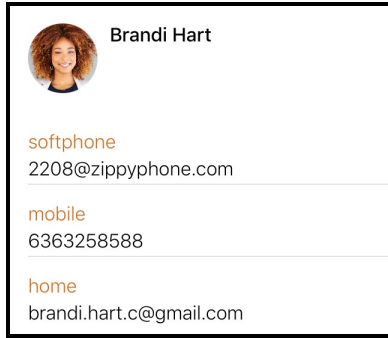 Brandi Hart
softphone
2208@zippyphone.com
mobile
6363258588
home
brandi.hart.c@gmail.com